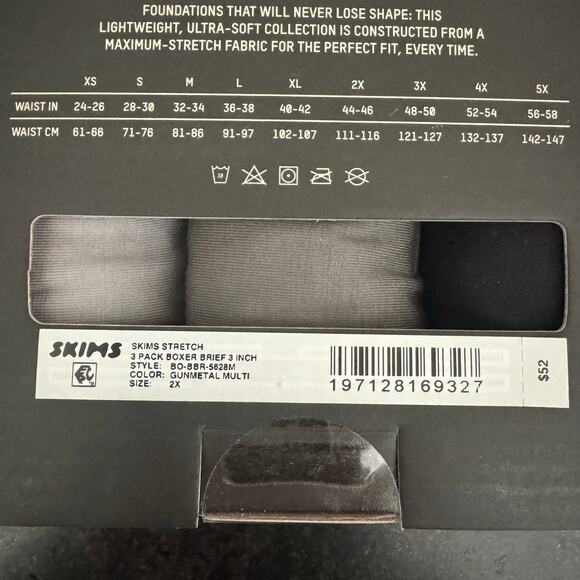 FOUNDATIONS THAT WILL NEVER LOSE SHAPE: THIS
LIGHTWEIGHT, ULTRA-SOFT COLLECTION IS CONSTRUCTED FROM A
MAXIMUM-STRETCH FABRIC FOR THE PERFECT FIT, EVERY TIME.
XS S M L XL 2X 3X 4X 5X
WAIST IN 24-26 28-30 32-34 36-38 40-42 44-46 48-50 52-54 56-58
WAIST CM 61-66 71-76 81-86 91-97 102-107 111-116 121-127 132-137 142-147
30
SKIMS
SKIMS STRETCH
3 PACK BOXER BRIEF 3 INCH
STYLE: BO-BBR-5628M
COLOR: GUNMETAL MULTI
SIZE: 2X
197128169327
$52